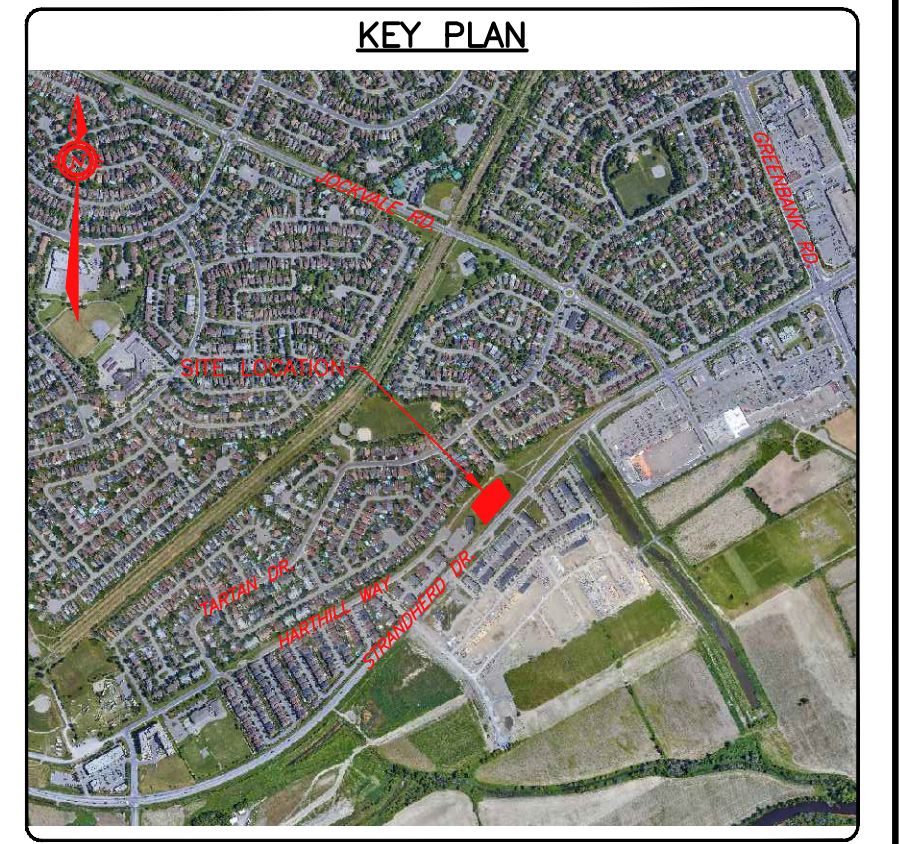 KEY PLAN
N
JOCKVALE RD.
GREENBANK RD.
SITE LOCATION
TARTAN DR.
HARTHILL WAY
STRANDHERD DR.